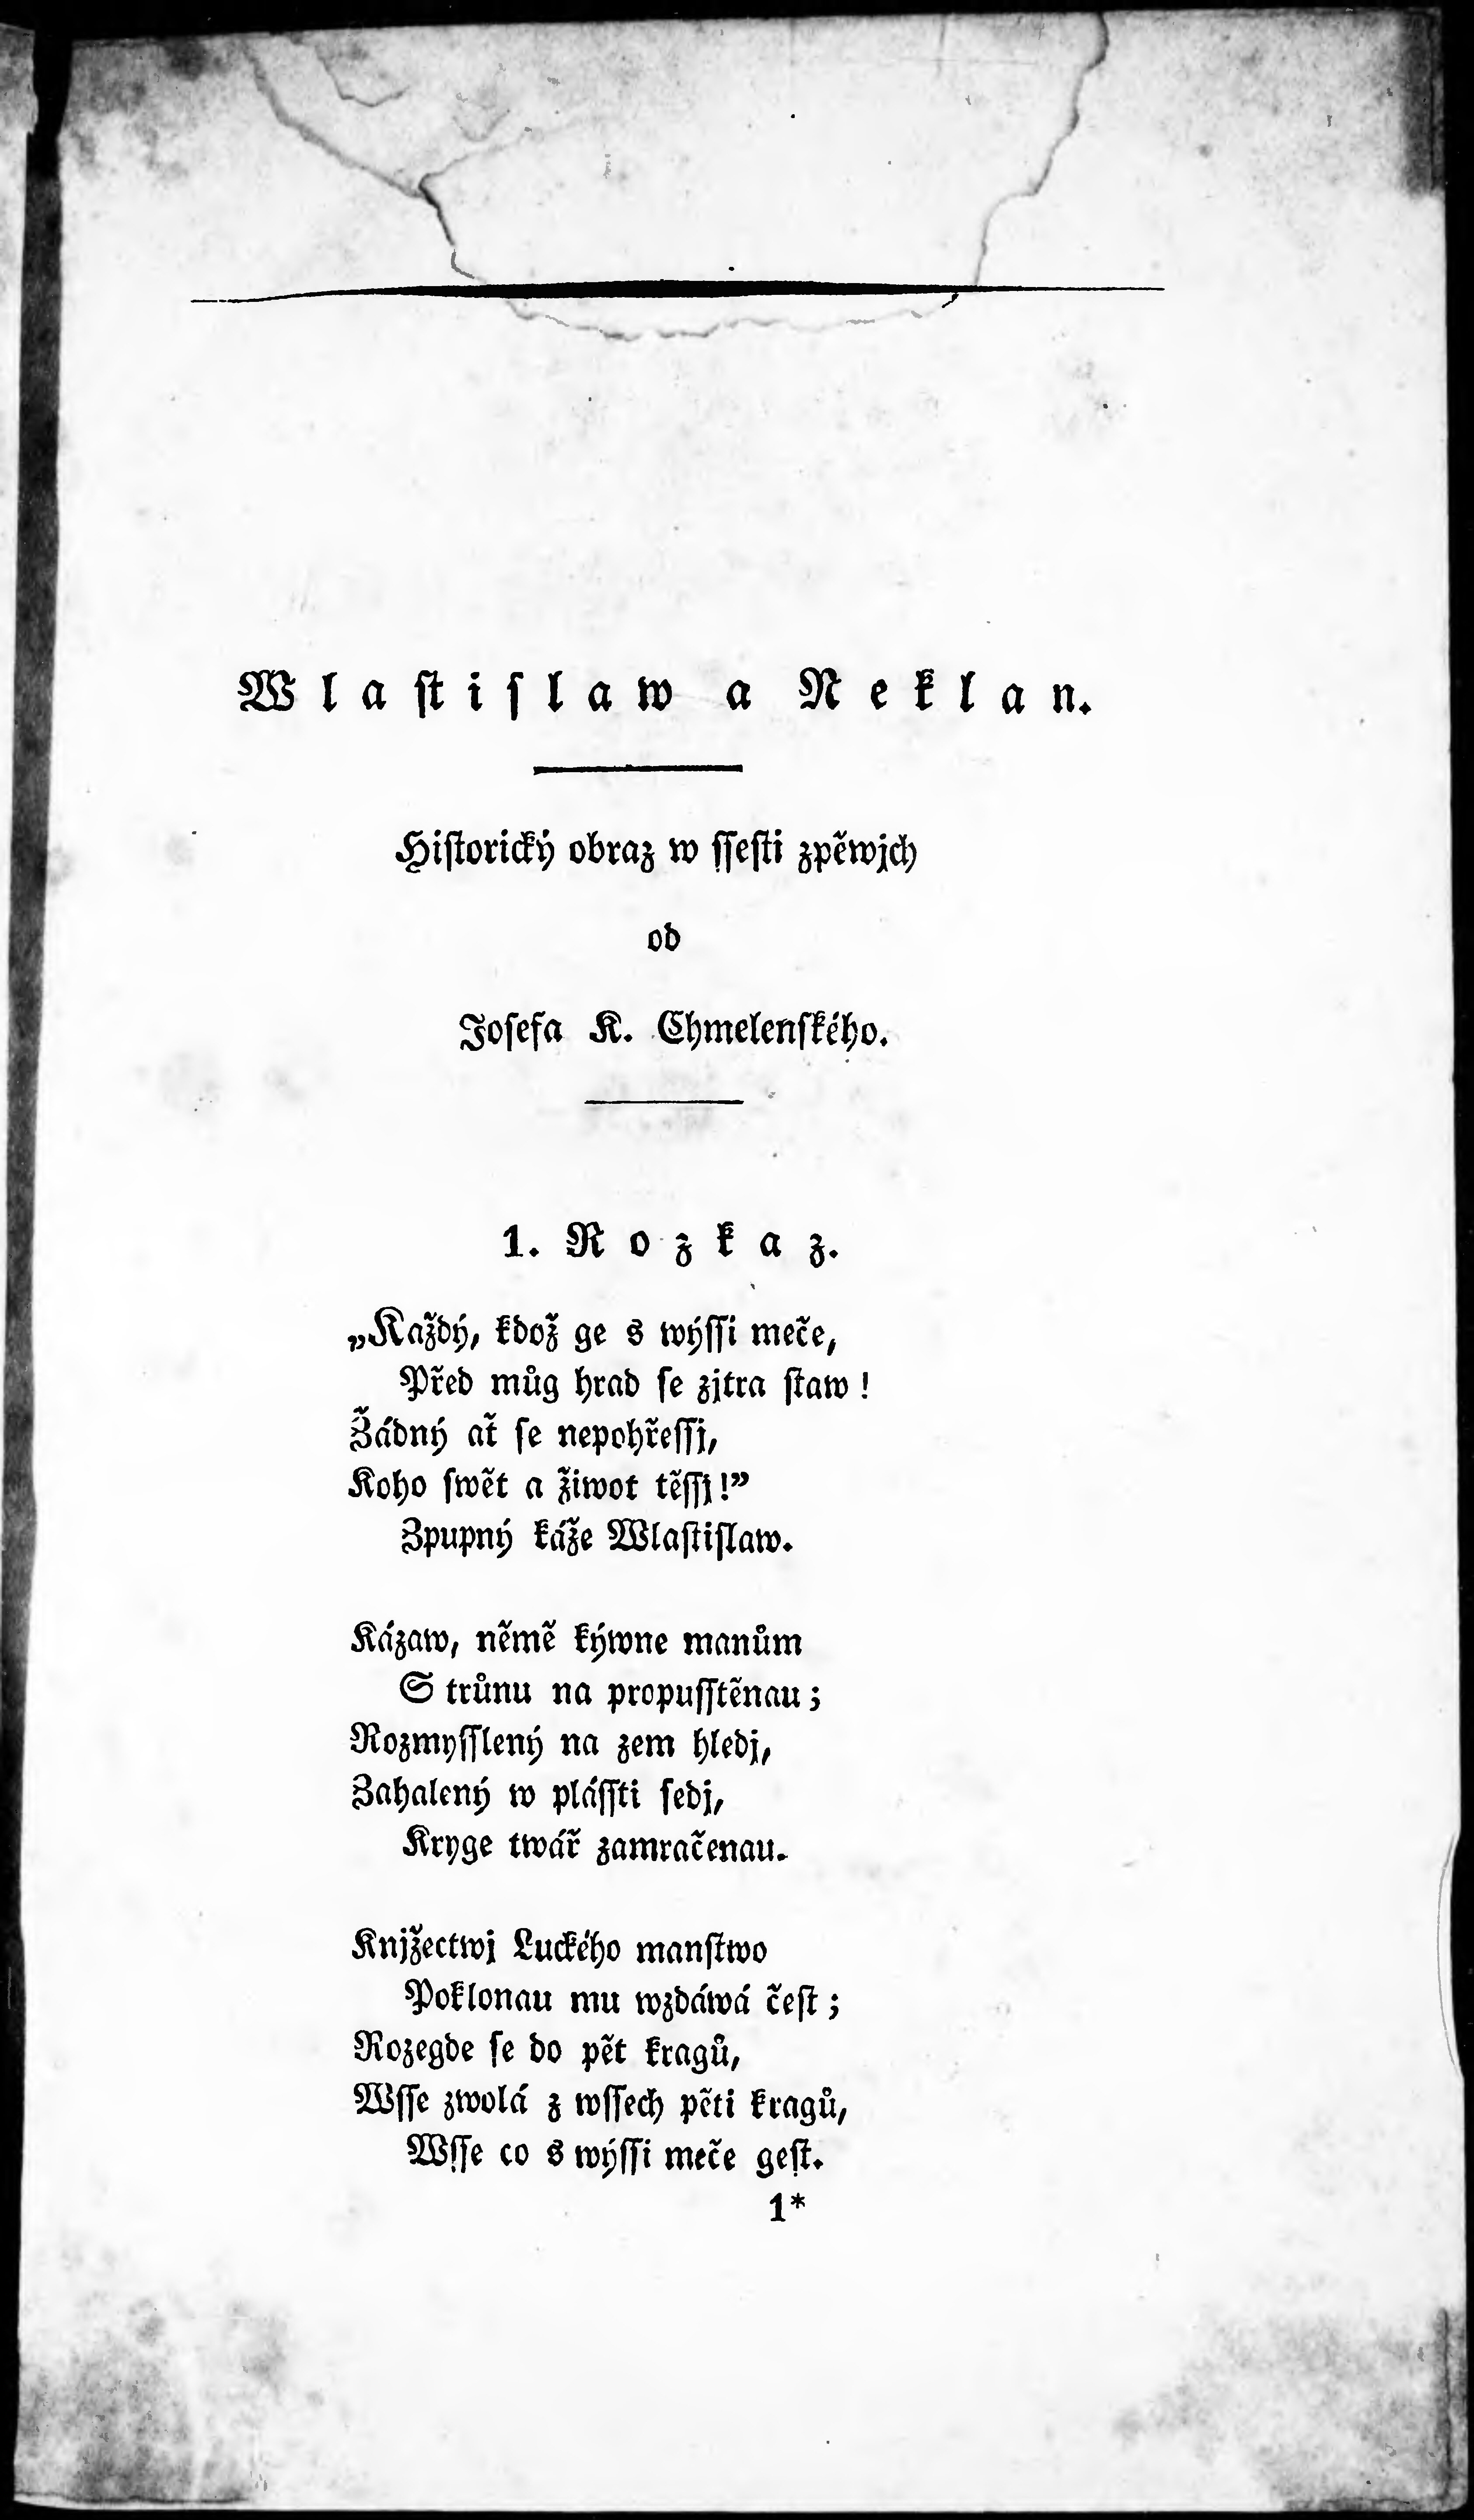 Wlaſtiſlaw a Neklan.
Hiſtorický obraz w ſſeſti zpěwjch
od
Joſefa K. Chmelenſkého.
1. Rozkaz.
„Každý, kdož ge s wýſſi meče,
Před můg hrad ſe zjtra ſtaw!
Žádný ať ſe nepohřeſſj,
Koho ſwět a žiwot těſſj!”
Zpupný káže Wlaſtiſlaw.
Kázaw, němě kýwne manům
S trůnu na propuſſtěnau;
Rozmyſſlený na zem hledj,
Zahalený w pláſſti ſedj,
Kryge twář zamračenau.
Knjžectwj Luckého manſtwo
Poklonau mu wzdáwá čeſt;
Rozegde ſe do pět kragů,
Wſſe zwolá z wſſech pěti kragů,
Wſſe co s wýſſi meče geſt.
1*